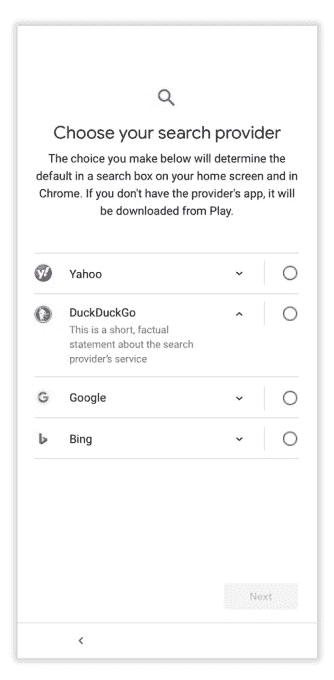 Choose your search provider
The choice you make below will determine the
default in a search box on your home screen and in
Chrome. If you don't have the provider's app, it will
be downloaded from Play.
Yahoo
DuckDuckGo
This is a short, factual
statement about the search
provider's service
Google
Bing
Next